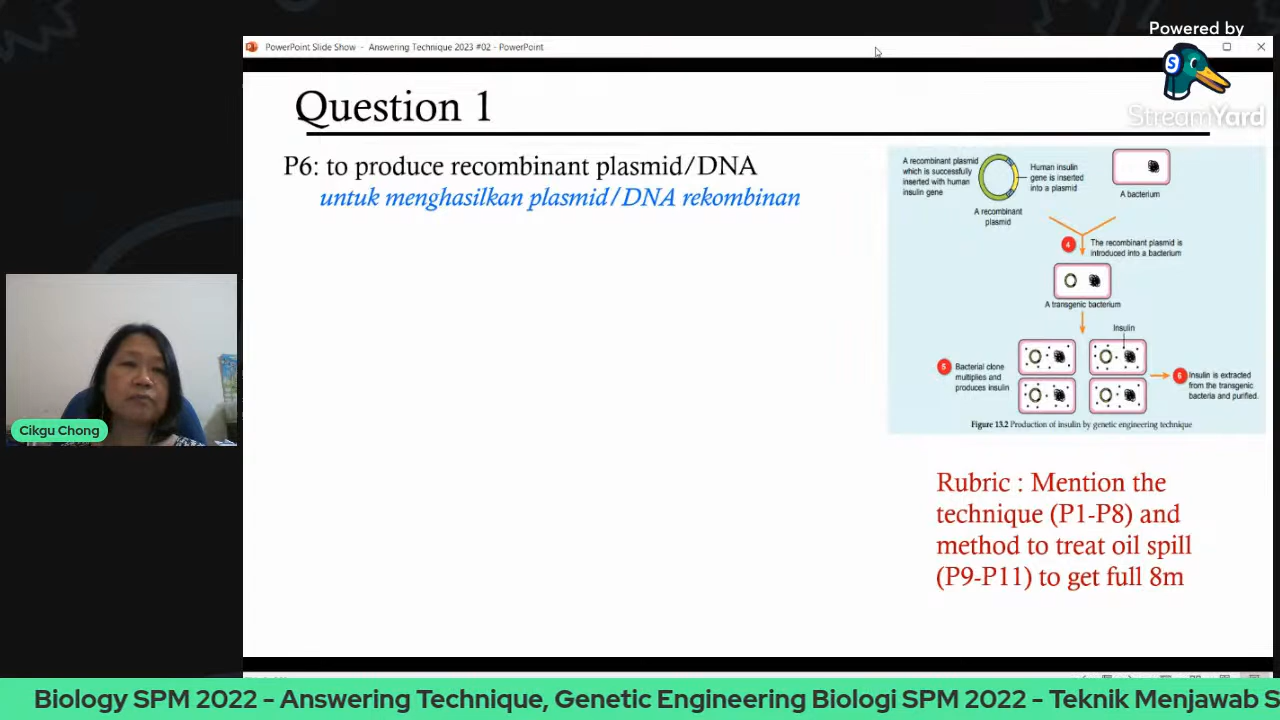 Powered by
StreamYard
PowerPoint Slide Show - Answering Technique 2023 #02 - PowerPoint
Question 1
P6: to produce recombinant plasmid/DNA
untuk menghasilkan plasmid/DNA rekombinan
A recombinant plasmid
which is successfully
inserted with human
insulin gene
Human insulin
gene is inserted
into a plasmid
A recombinant
plasmid
A bacterium
4
The recombinant plasmid is
introduced into a bacterium
A transgenic bacterium
Insulin
5
Bacterial clone
multiplies and
produces insulin
6
Insulin is extracted
from the transgenic
bacteria and purified.
Figure 13.2 Production of insulin by genetic engineering technique
Rubric : Mention the
technique (P1-P8) and
method to treat oil spill
(P9-P11) to get full 8m
Cikgu Chong
Biology SPM 2022 - Answering Technique, Genetic Engineering Biologi SPM 2022 - Teknik Menjawab S